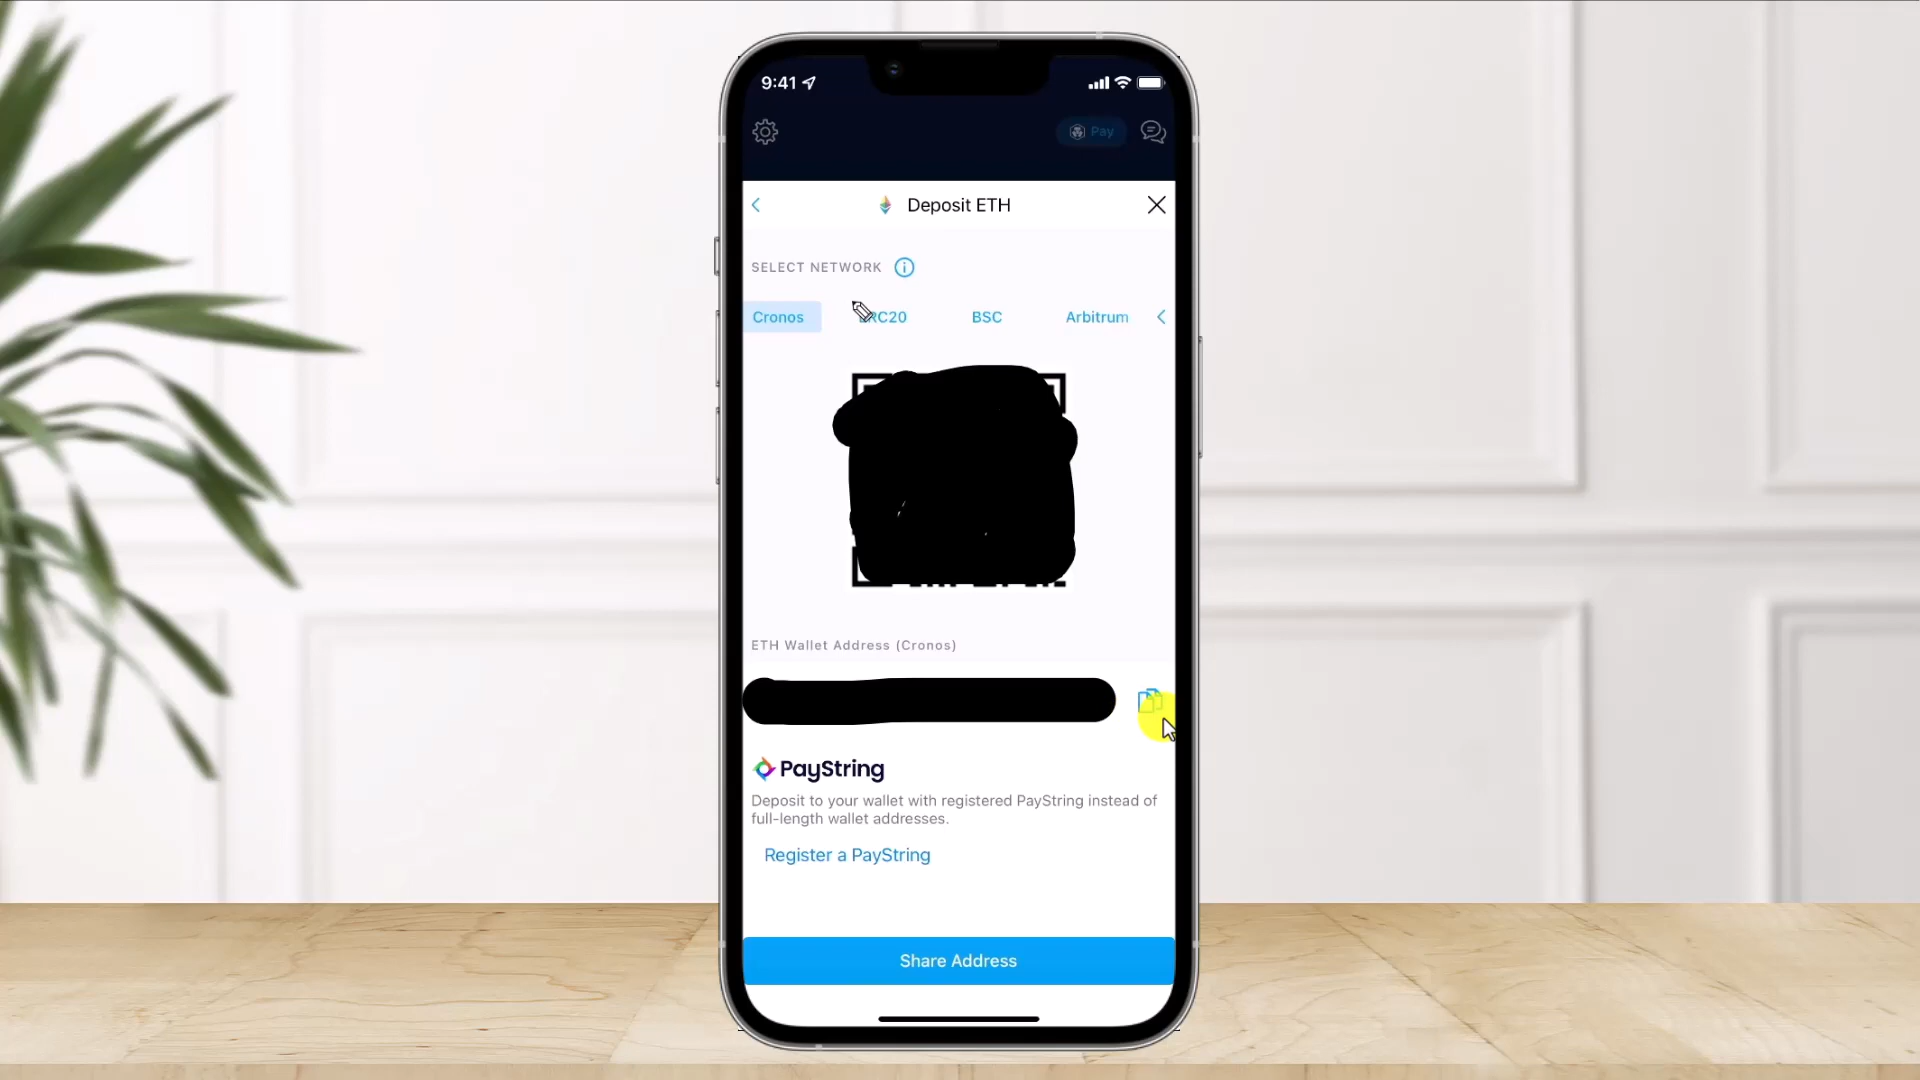 9:41
Pay
Deposit ETH
SELECT NETWORK
Cronos
BSC
Arbitrum
ETH Wallet Address (Cronos)
PayString
Deposit to your wallet with registered PayString instead of
full-length wallet addresses.
Register a PayString
Share Address